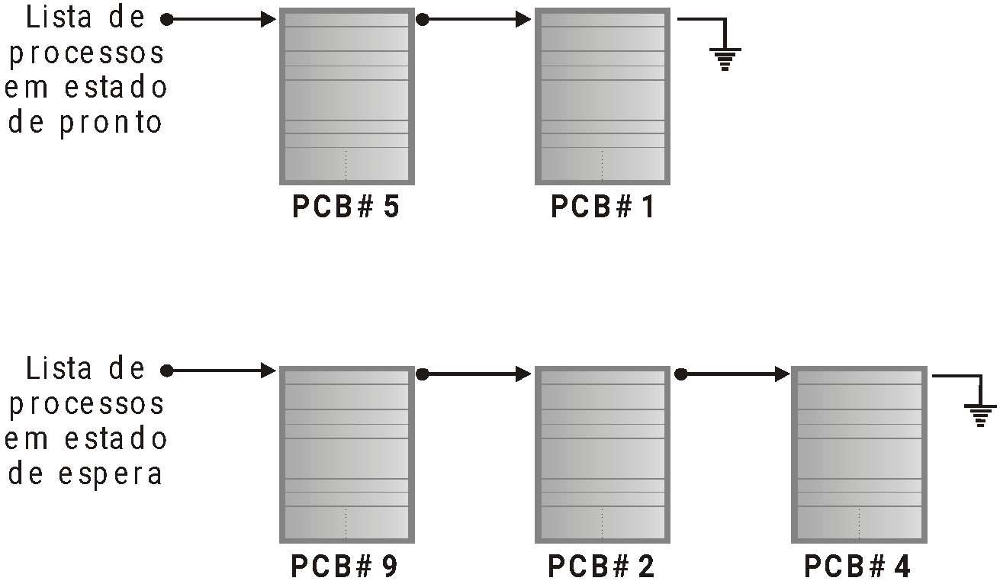 Lista de
processos
em estado
de pronto
PCB# 5
PCB# 1
Lista de
processos
em estado
de espera
PCB# 9
PCB# 2
PCB# 4